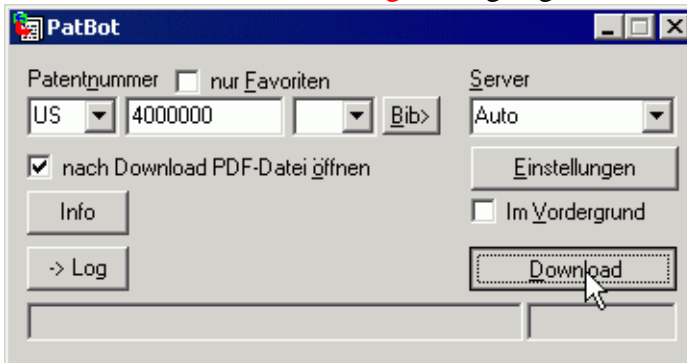 PatBot
Patentnummer nur Favoriten Server
US 4000000 Bib> Auto
nach Download PDF-Datei öffnen Einstellungen
Info Im Vordergrund
-> Log Download